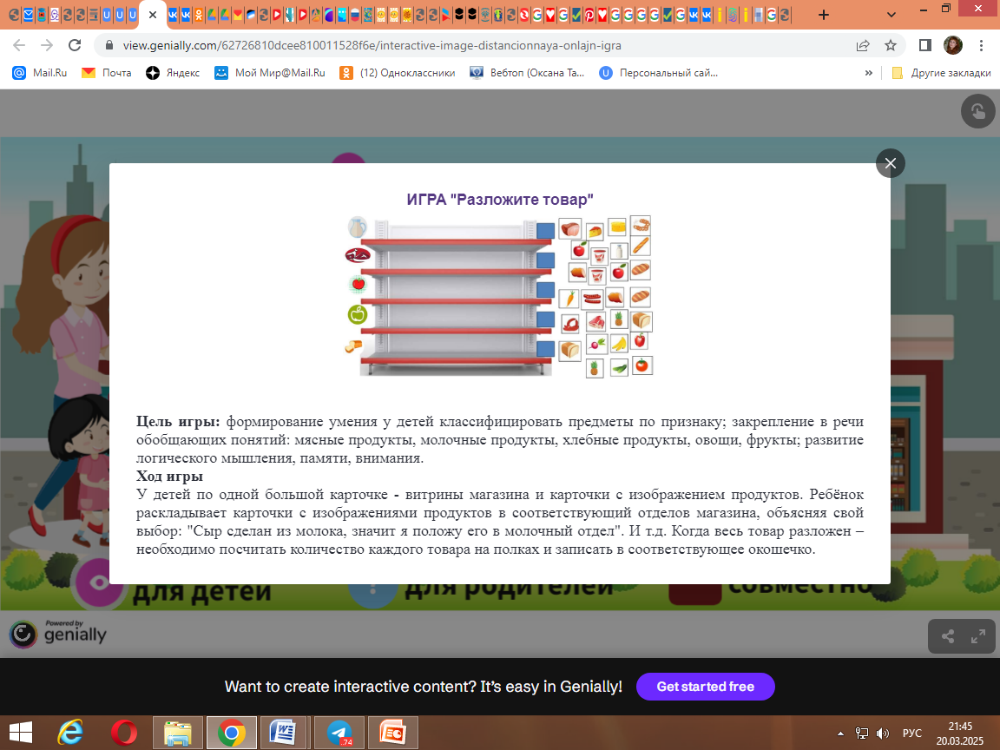 view.genially.com/62726810dcee810011528f6e/interactive-image-distancionnaya-onlajn-igra
Mail.Ru
Почта
Яндекс
Мой Мир@Mail.Ru
(12) Одноклассники
Вебтоп (Оксана Та...
Персональный сай...
»
Другие закладки
ИГРА "Разложите товар"
Цель игры: формирование умения у детей классифицировать предметы по признаку; закрепление в речи
обобщающих понятий: мясные продукты, молочные продукты, хлебные продукты, овощи, фрукты; развитие
логического мышления, памяти, внимания.
Ход игры
У детей по одной большой карточке - витрины магазина и карточки с изображением продуктов. Ребёнок
раскладывает карточки с изображениями продуктов в соответствующий отделов магазина, объясняя свой
выбор: "Сыр сделан из молока, значит я положу его в молочный отдел". И т.д. Когда весь товар разложен –
необходимо посчитать количество каждого товара на полках и записать в соответствующее окошечко.
для детей
для родителей
совместно
Powered by
genially
Want to create interactive content? It's easy in Genially!
Get started free
74
РУС
21:45
20.03.2025